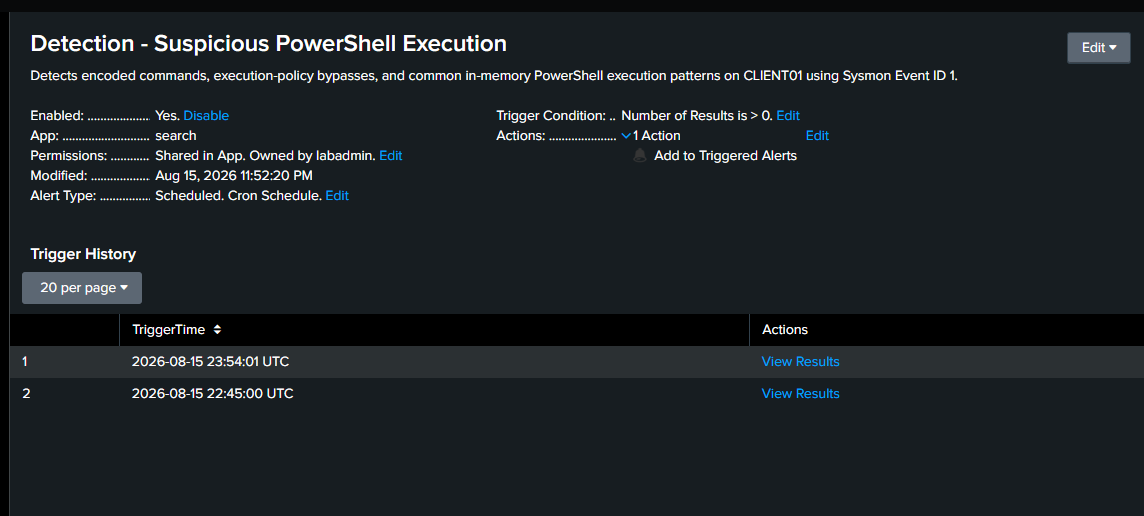 Detection - Suspicious PowerShell Execution
Edit
Detects encoded commands, execution-policy bypasses, and common in-memory PowerShell execution patterns on CLIENT01 using Sysmon Event ID 1.
Enabled: .................... Yes. Disable
App: ........................... search
Permissions: ............ Shared in App. Owned by labadmin. Edit
Modified: ................... Aug 15, 2026 11:52:20 PM
Alert Type: ................ Scheduled. Cron Schedule. Edit
Trigger Condition: .. Number of Results is > 0. Edit
Actions: ..................... 1 Action Edit
Add to Triggered Alerts
Trigger History
20 per page
TriggerTime Actions
1 2026-08-15 23:54:01 UTC View Results
2 2026-08-15 22:45:00 UTC View Results